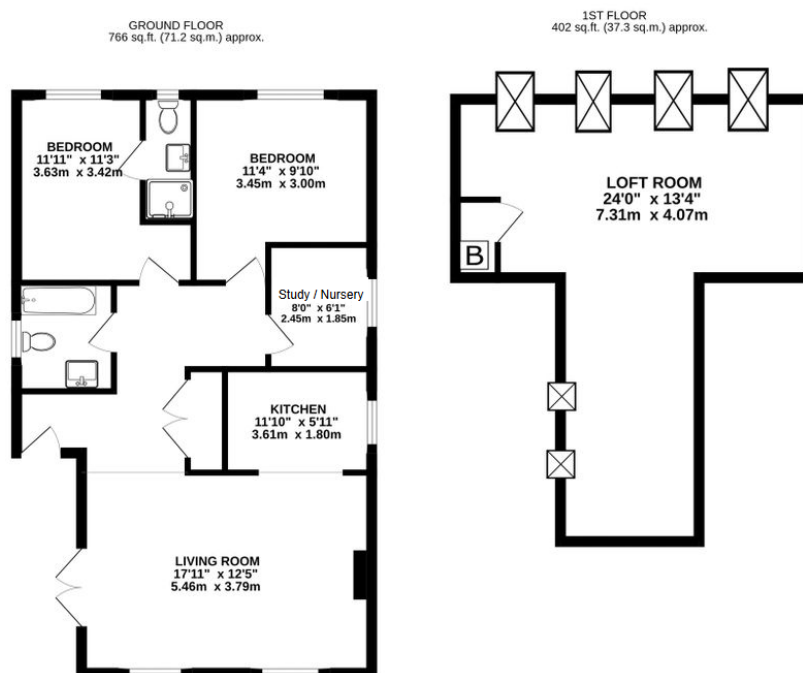 GROUND FLOOR
766 sq.ft. (71.2 sq.m.) approx.
BEDROOM
11'11" x 11'3"
3.63m x 3.42m
BEDROOM
11'4" x 9'10"
3.45m x 3.00m
Study / Nursery
8'0" x 6'1"
2.45m x 1.85m
KITCHEN
11'10" x 5'11"
3.61m x 1.80m
LIVING ROOM
17'11" x 12'5"
5.46m x 3.79m
1ST FLOOR
402 sq.ft. (37.3 sq.m.) approx.
LOFT ROOM
24'0" x 13'4"
7.31m x 4.07m
B